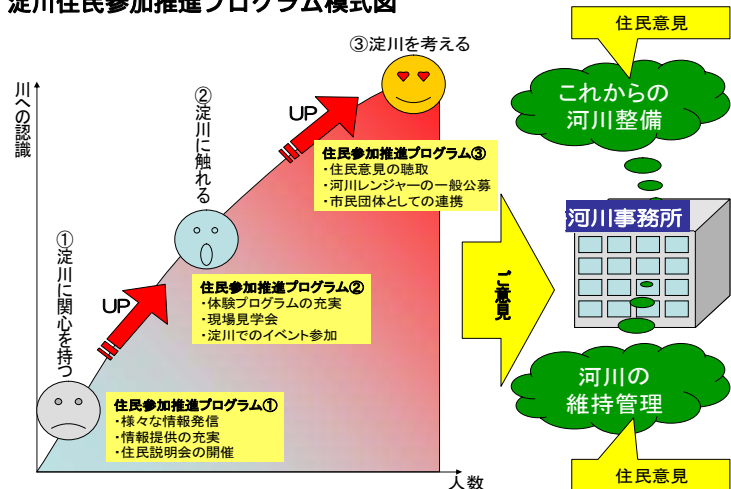 淀川住民参加推進プログラム模式図
③淀川を考える
川への認識
②淀川に触れる
UP
住民参加推進プログラム③
・住民意見の聴取
・河川レンジャーの一般公募
・市民団体としての連携
①淀川に関心を持つ
UP
住民参加推進プログラム②
・体験プログラムの充実
・現場見学会
・淀川でのイベント参加
住民参加推進プログラム①
・様々な情報発信
・情報提供の充実
・住民説明会の開催
人数
ご意見
住民意見
これからの
河川整備
河川事務所
河川の
維持管理
住民意見